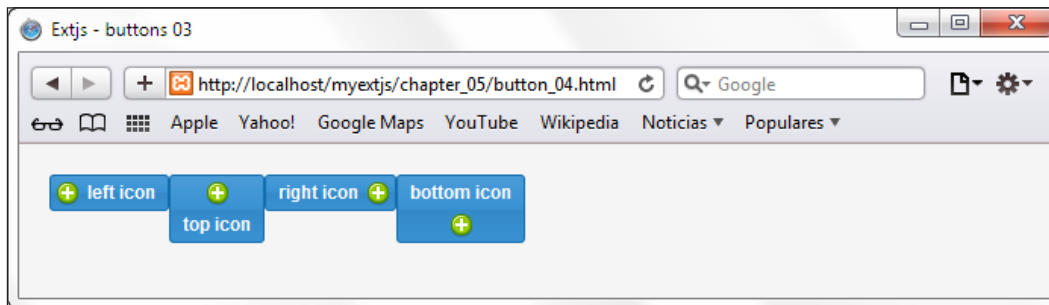 Extjs - buttons 03
http://localhost/myextjs/chapter_05/button_04.html
Google
Apple Yahoo! Google Maps YouTube Wikipedia Noticias Populares
left icon
top icon
right icon
bottom icon